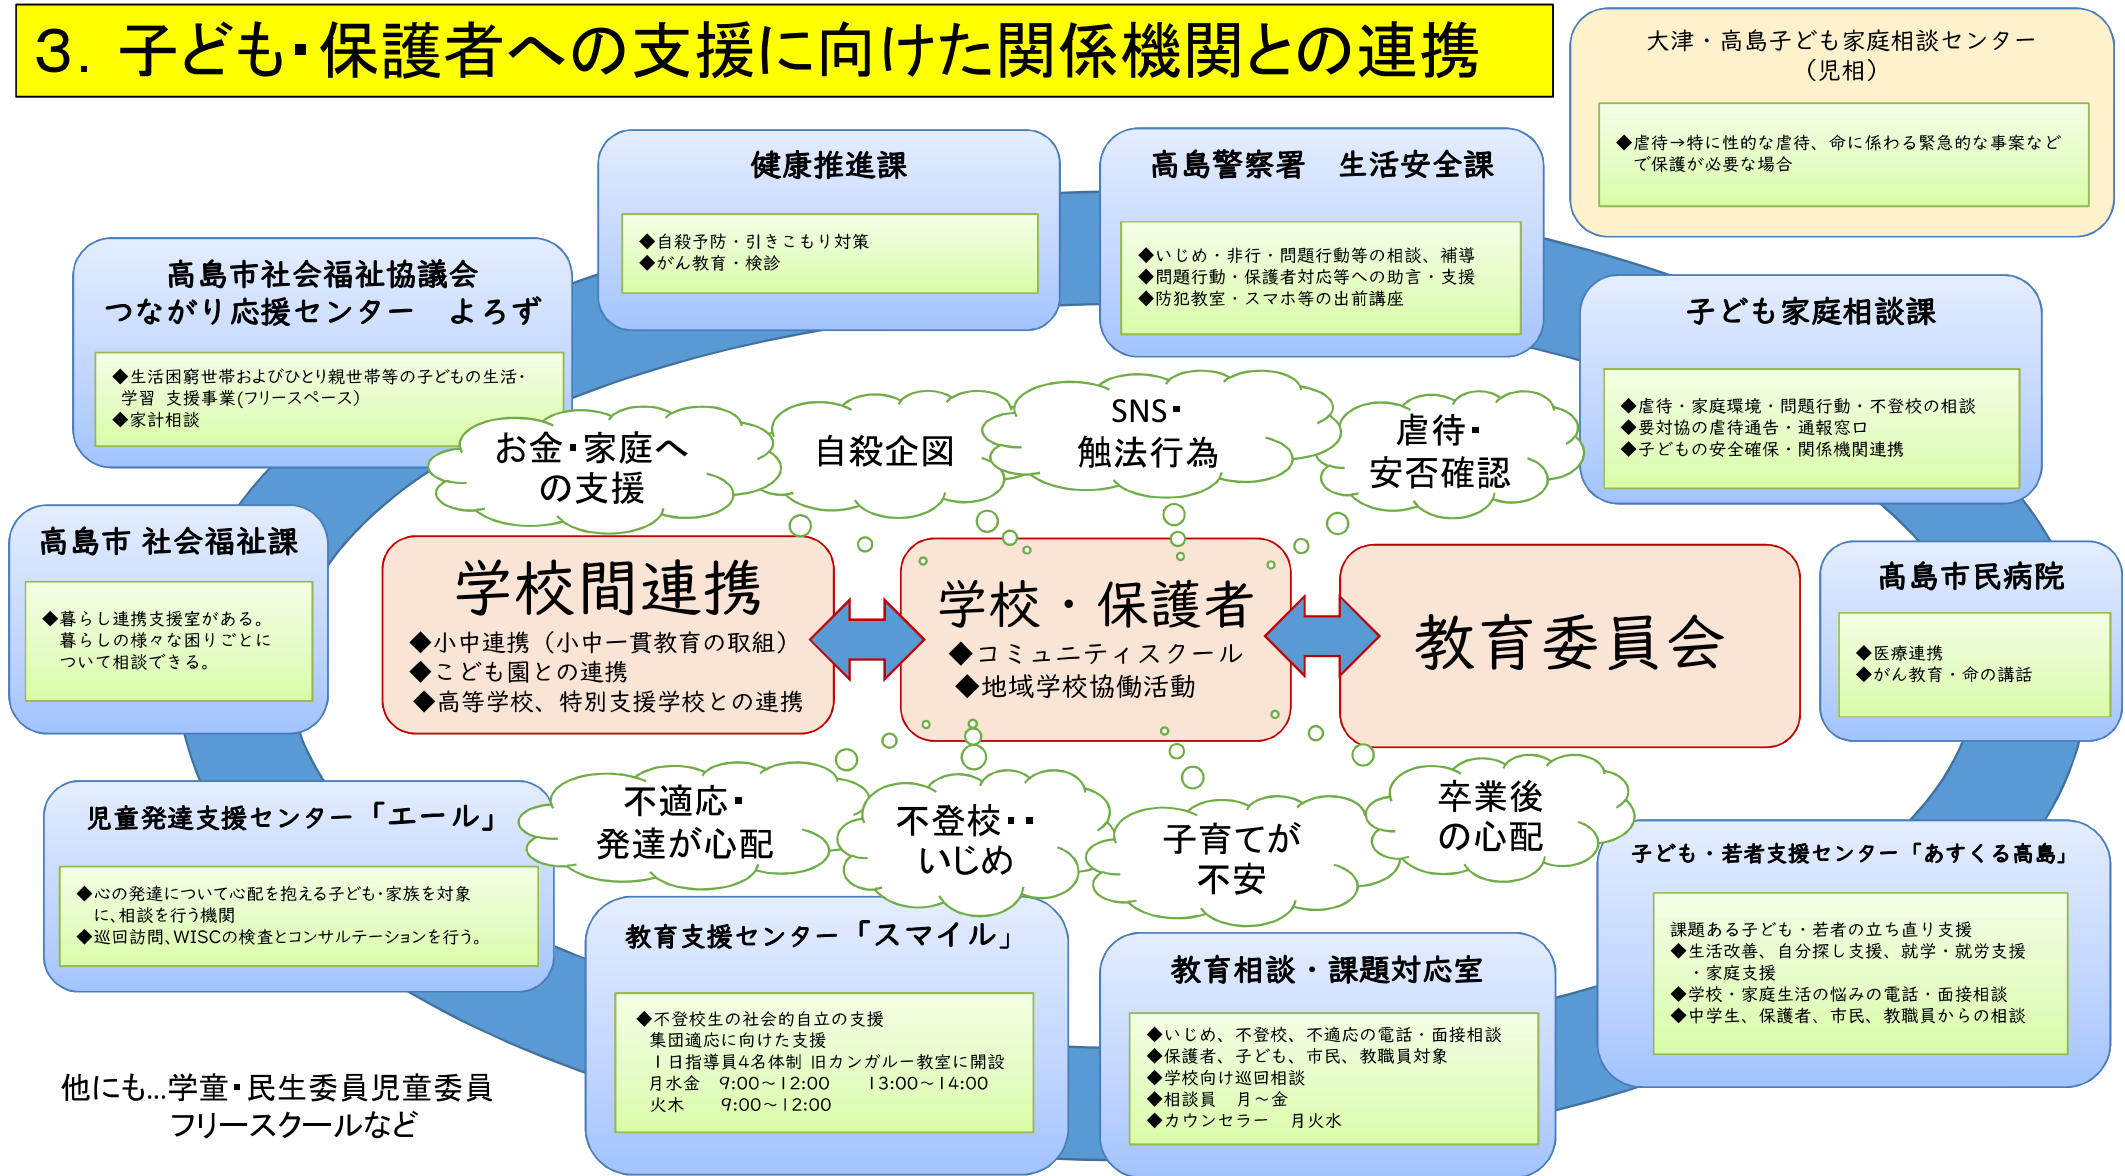 ３．子ども・保護者への支援に向けた関係機関との連携
大津・高島子ども家庭相談センター
（児相）
◆虐待→特に性的な虐待、命に係わる緊急的な事案など
で保護が必要な場合
健康推進課
◆自殺予防・引きこもり対策
◆がん教育・検診
高島警察署　生活安全課
◆いじめ・非行・問題行動等の相談、補導
◆問題行動・保護者対応等への助言・支援
◆防犯教室・スマホ等の出前講座
高島市社会福祉協議会
つながり応援センター　よろず
◆生活困窮世帯およびひとり親世帯等の子どもの生活・
学習 支援事業(フリースペース）
◆家計相談
子ども家庭相談課
◆虐待・家庭環境・問題行動・不登校の相談
◆要対協の虐待通告・通報窓口
◆子どもの安全確保・関係機関連携
お金・家庭へ
の支援
自殺企図
SNS・
触法行為
虐待・
安否確認
高島市 社会福祉課
◆暮らし連携支援室がある。
暮らしの様々な困りごとに
ついて相談できる。
学校間連携
◆小中連携（小中一貫教育の取組）
◆こども園との連携
◆高等学校、特別支援学校との連携
学校・保護者
◆コミュニティスクール
◆地域学校協働活動
教育委員会
高島市民病院
◆医療連携
◆がん教育・命の講話
不適応・
発達が心配
不登校・・
いじめ
子育てが
不安
卒業後
の心配
児童発達支援センター「エール」
◆心の発達について心配を抱える子ども・家族を対象
に、相談を行う機関
◆巡回訪問、WISCの検査とコンサルテーションを行う。
教育支援センター「スマイル」
◆不登校生の社会的自立の支援
集団適応に向けた支援
１日指導員4名体制 旧カンガルー教室に開設
月水金　9:00～12:00　　13:00～14:00
火木　　9:00～12:00
教育相談・課題対応室
◆いじめ、不登校、不適応の電話・面接相談
◆保護者、子ども、市民、教職員対象
◆学校向け巡回相談
◆相談員　月～金
◆カウンセラー　月火水
子ども・若者支援センター「あすくる高島」
課題ある子ども・若者の立ち直り支援
◆生活改善、自分探し支援、就学・就労支援
・家庭支援
◆学校・家庭生活の悩みの電話・面接相談
◆中学生、保護者、市民、教職員からの相談
他にも…学童・民生委員児童委員
フリースクールなど